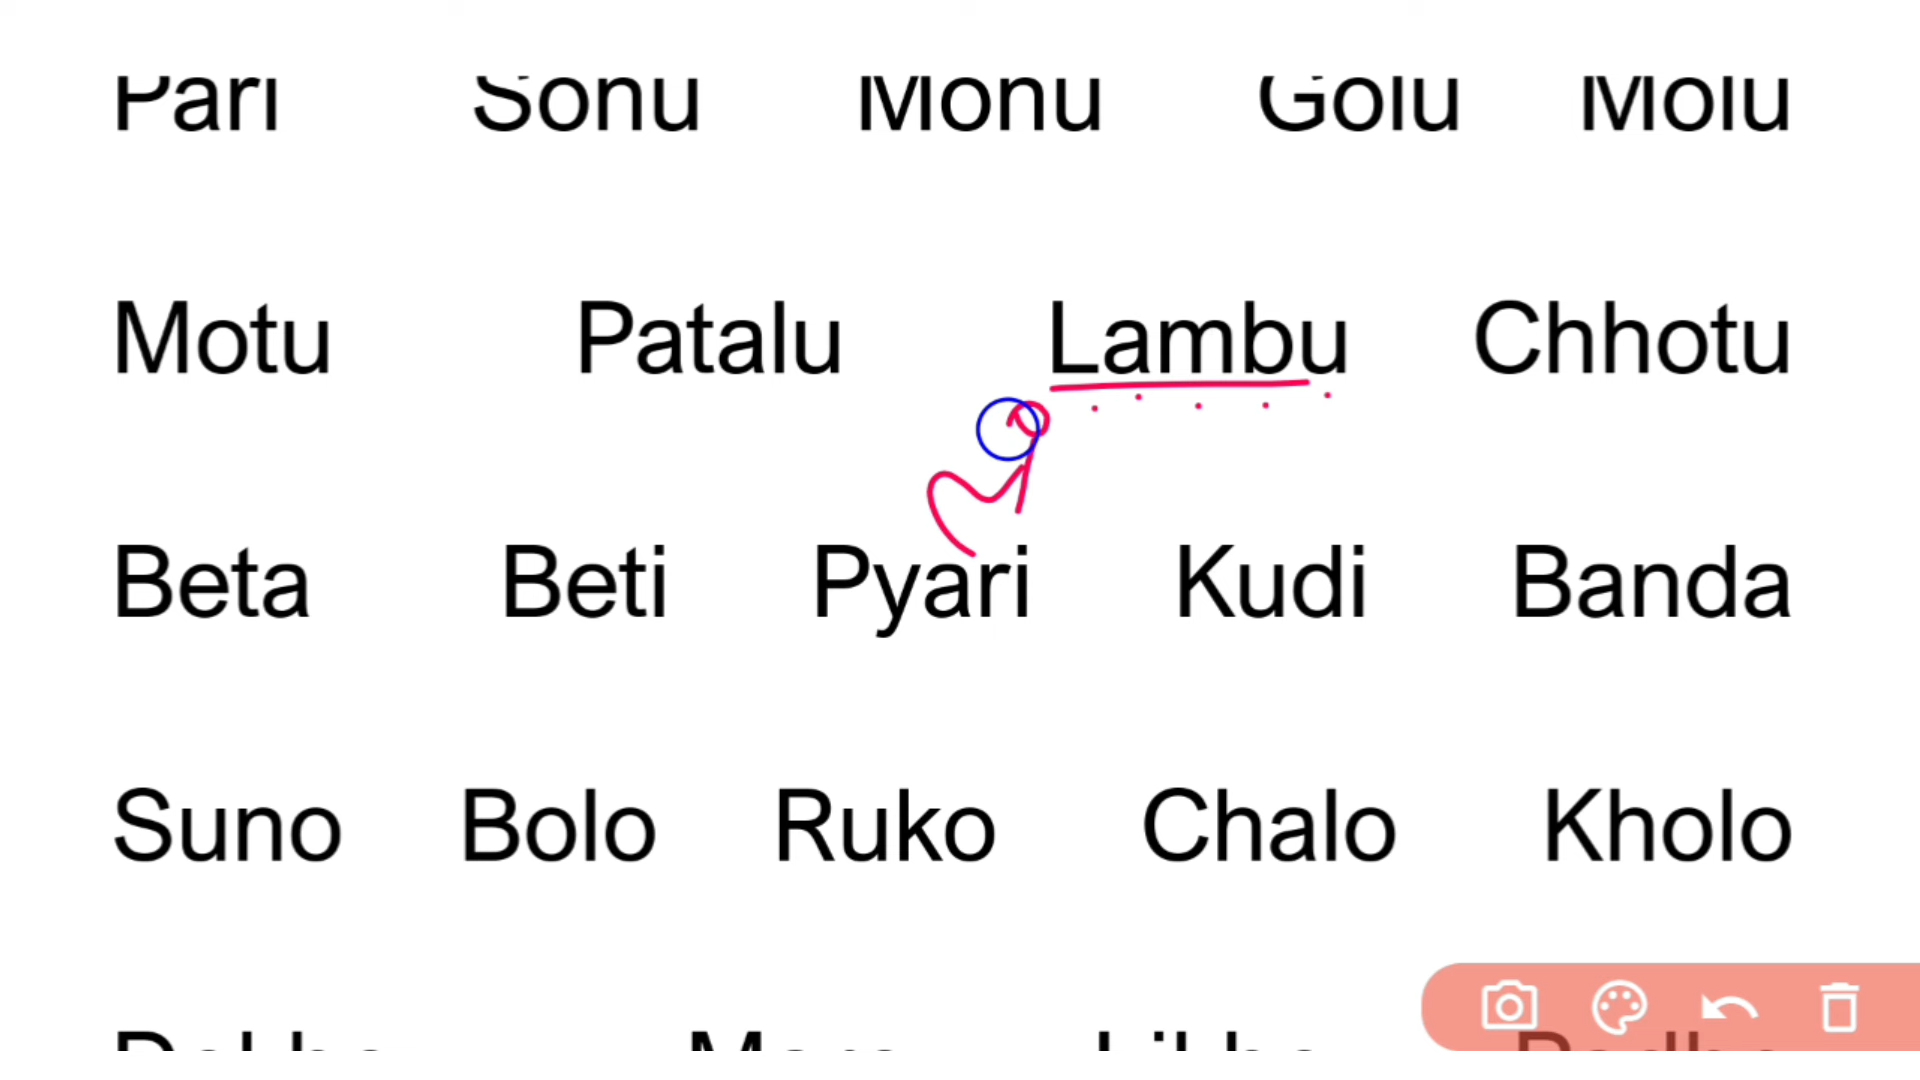 Pari Sonu Monu Golu Molu
Motu Patalu Lambu Chhotu
Beta Beti Pyari Kudi Banda
Suno Bolo Ruko Chalo Kholo